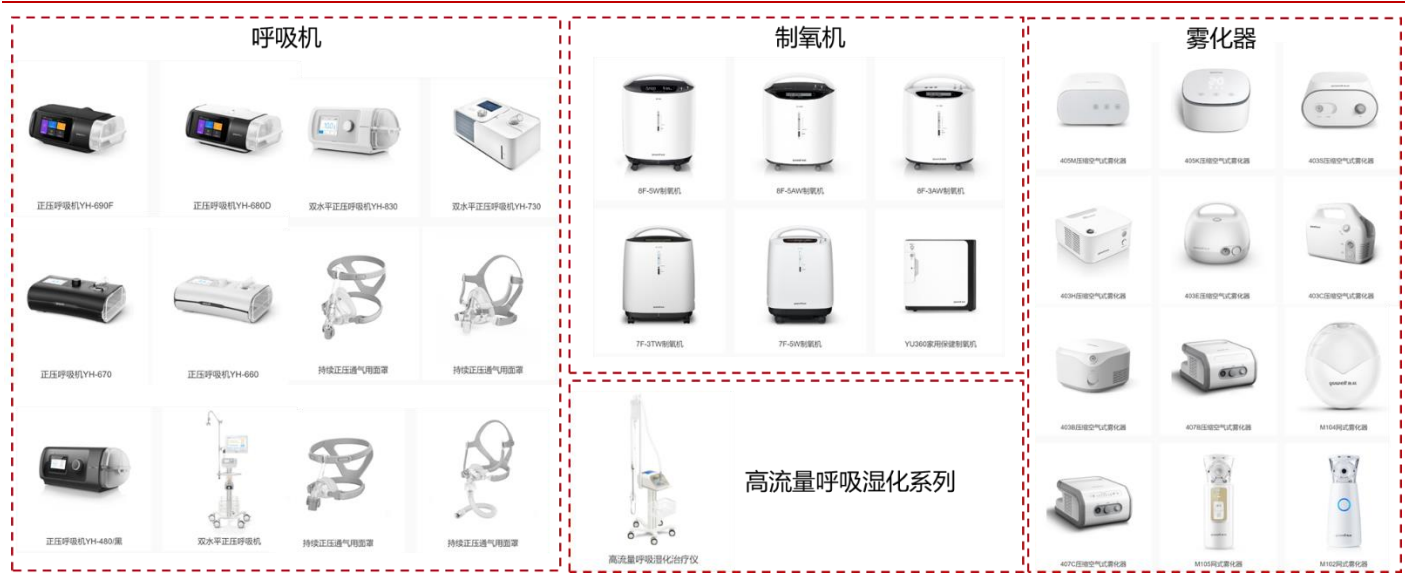 呼吸机
正压呼吸机YH-690F
正压呼吸机YH-680D
双水平正压呼吸机YH-830
双水平正压呼吸机YH-730
正压呼吸机YH-670
正压呼吸机YH-660
持续正压通气用面罩
持续正压通气用面罩
正压呼吸机YH-480/黑
双水平正压呼吸机
持续正压通气用面罩
持续正压通气用面罩
制氧机
8F-5W制氧机
8F-5AW制氧机
8F-3AW制氧机
7F-3TW制氧机
7F-5W制氧机
YU360家用保健制氧机
高流量呼吸湿化系列
高流量呼吸湿化治疗仪
雾化器
405M压缩空气式雾化器
405K压缩空气式雾化器
403S压缩空气式雾化器
403H压缩空气式雾化器
403E压缩空气式雾化器
403C压缩空气式雾化器
403B压缩空气式雾化器
407B压缩空气式雾化器
M104网式雾化器
407C压缩空气式雾化器
M105网式雾化器
M102网式雾化器